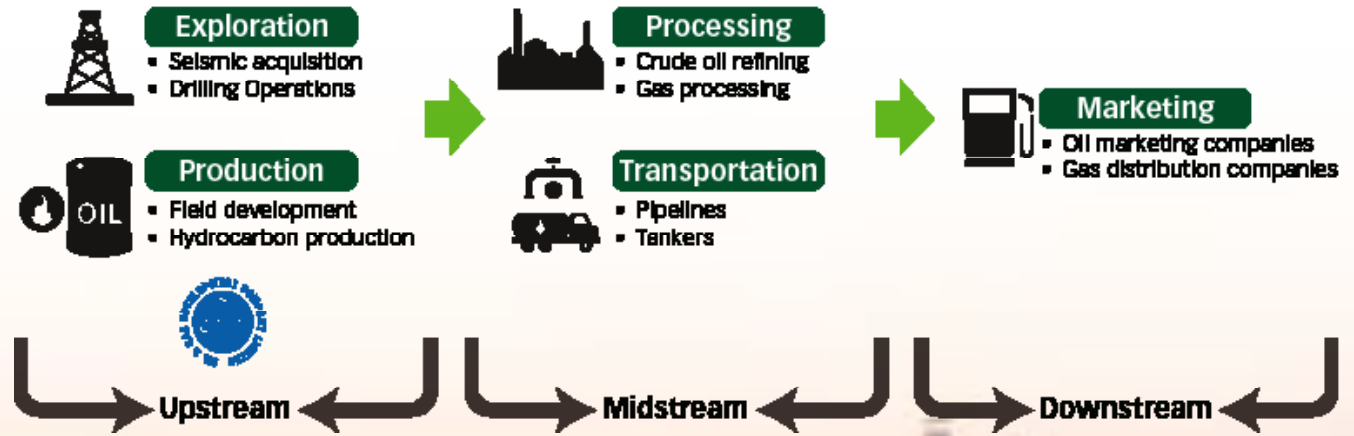 Exploration
▪ Seismic acquisition
▪ Drilling Operations
Production
OIL
▪ Field development
▪ Hydrocarbon production
Processing
▪ Crude oil refining
▪ Gas processing
Transportation
▪ Pipelines
▪ Tankers
Marketing
▪ Oil marketing companies
▪ Gas distribution companies
Upstream
Midstream
Downstream